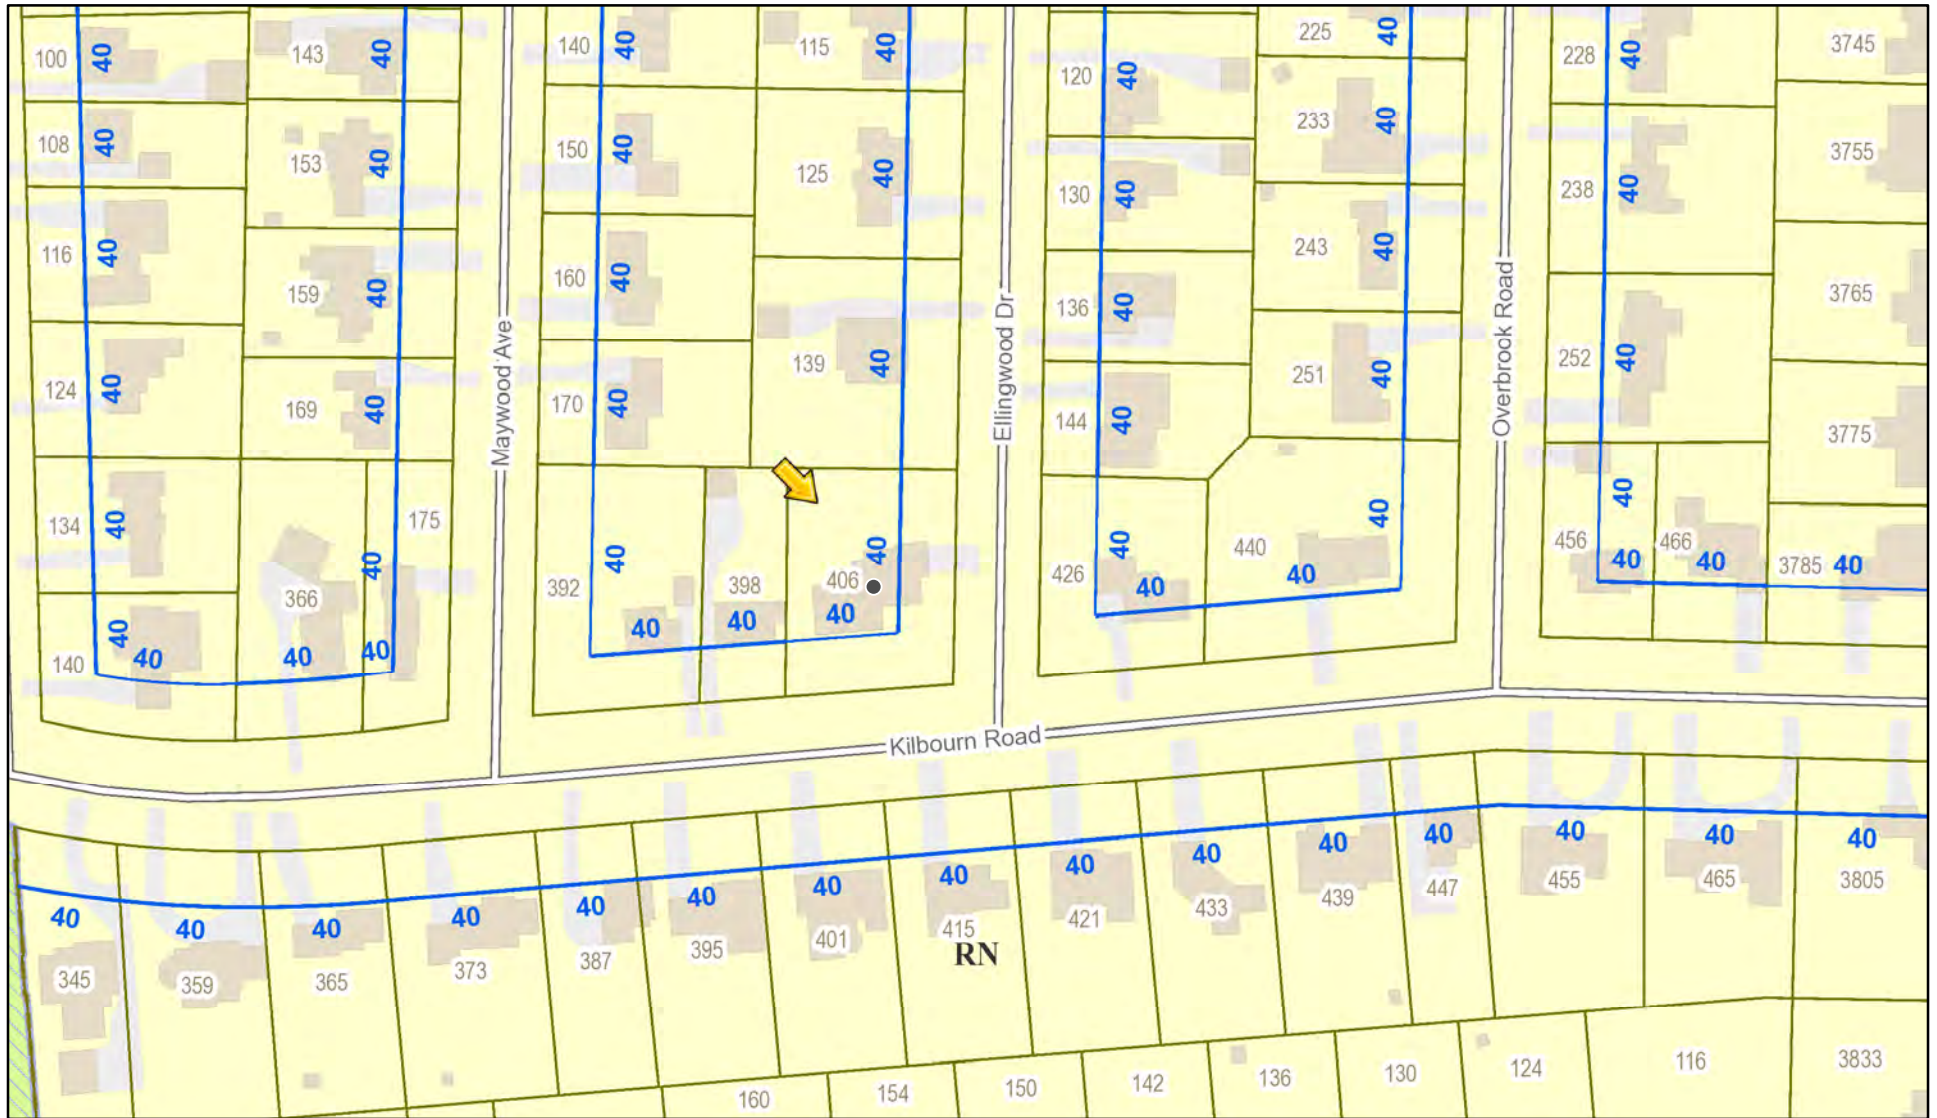 100 40 143 40 140 40 115 40 120 40 225 40 228 40 3745
108 40 153 40 150 40 125 40 130 40 233 40 238 40 3755
116 40 159 40 160 40 136 40 243 40 3765
124 40 169 40 170 40 139 40 144 40 251 40 252 40 3775
Maywood Ave
Ellingwood Dr
Overbrook Road
134 40 366 40 175 392 40 398 406 40 426 40 440 40 456 40 466 3785 40
140 40 40 40 40 40 40 40 40 40 40 40
Kilbourn Road
40 40 40 40 40 40 40 40 40 40 40 40 40 40 40
345 359 365 373 387 395 401 415 421 433 439 447 455 465 3805
RN
160 154 150 142 136 130 124 116 3833